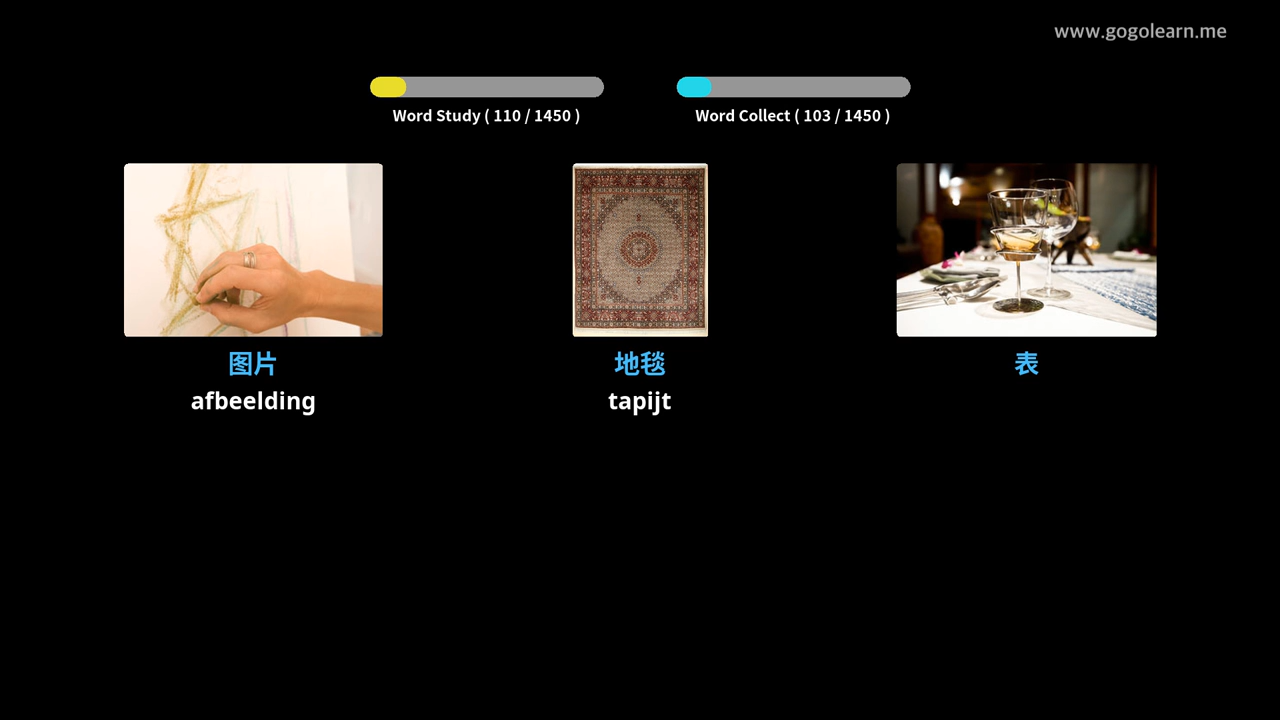 www.gogolearn.me
Word Study ( 110 / 1450 )
Word Collect ( 103 / 1450 )
图片
地毯
表
afbeelding
tapijt